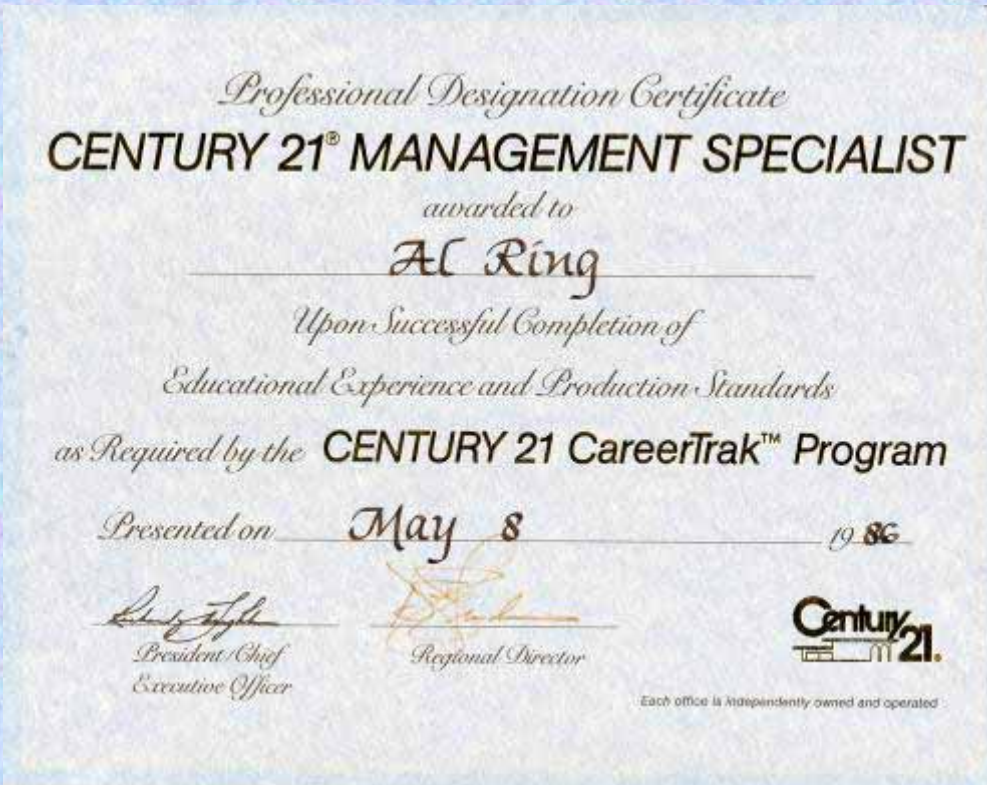 Professional Designation Certificate
CENTURY 21® MANAGEMENT SPECIALIST
awarded to
Al Ring
Upon Successful Completion of
Educational Experience and Production Standards
as Required by the CENTURY 21 CareerTrak™ Program
Presented on May 8 1986
President/Chief
Executive Officer
Regional Director
Century 21®
Each office is independently owned and operated